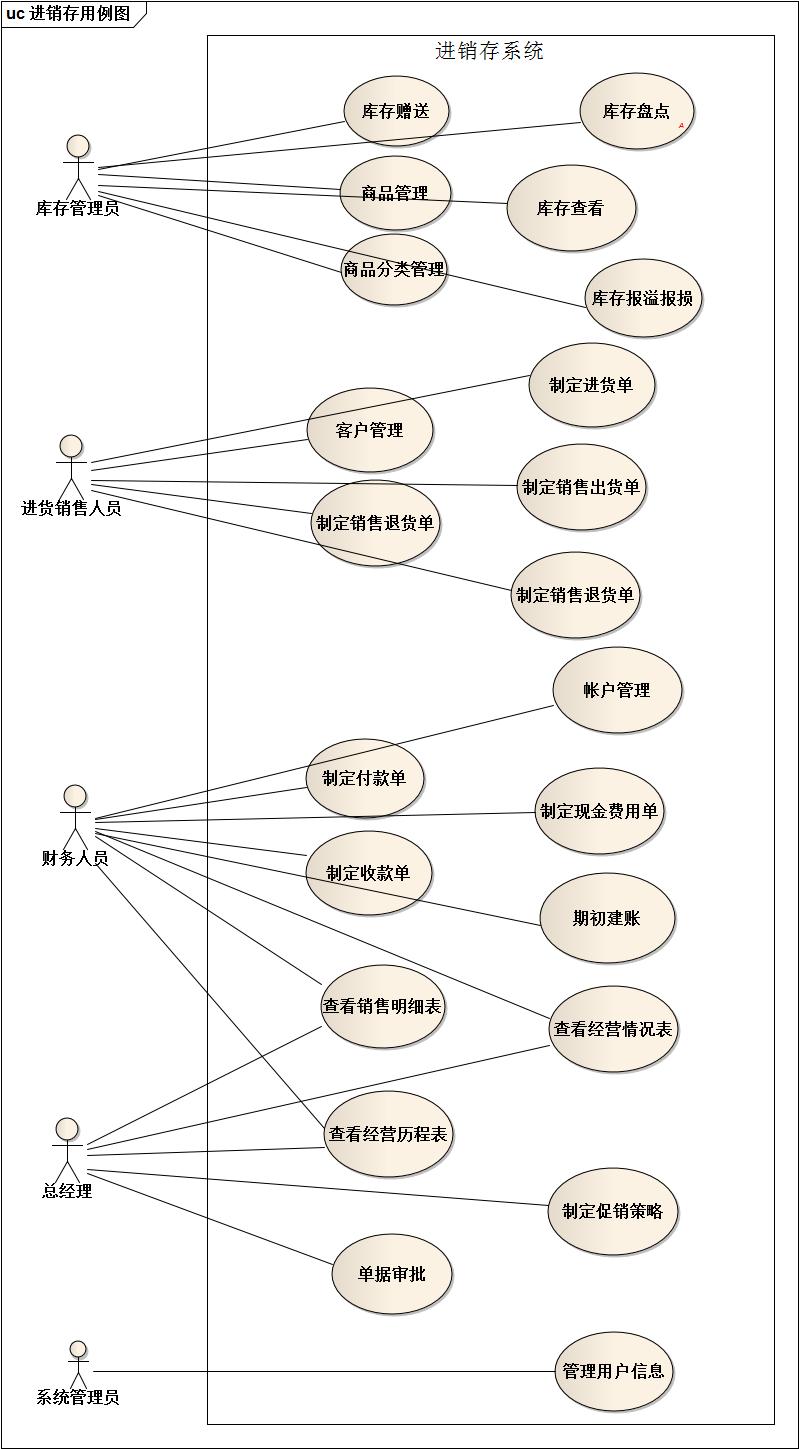 uc 进销存用例图
进销存系统
库存赠送
库存盘点
A
库存管理员
商品管理
库存查看
商品分类管理
库存报溢报损
制定进货单
客户管理
进货销售人员
制定销售出货单
制定销售退货单
制定销售退货单
帐户管理
制定付款单
制定现金费用单
财务人员
制定收款单
期初建账
查看销售明细表
查看经营情况表
查看经营历程表
总经理
制定促销策略
单据审批
管理用户信息
系统管理员